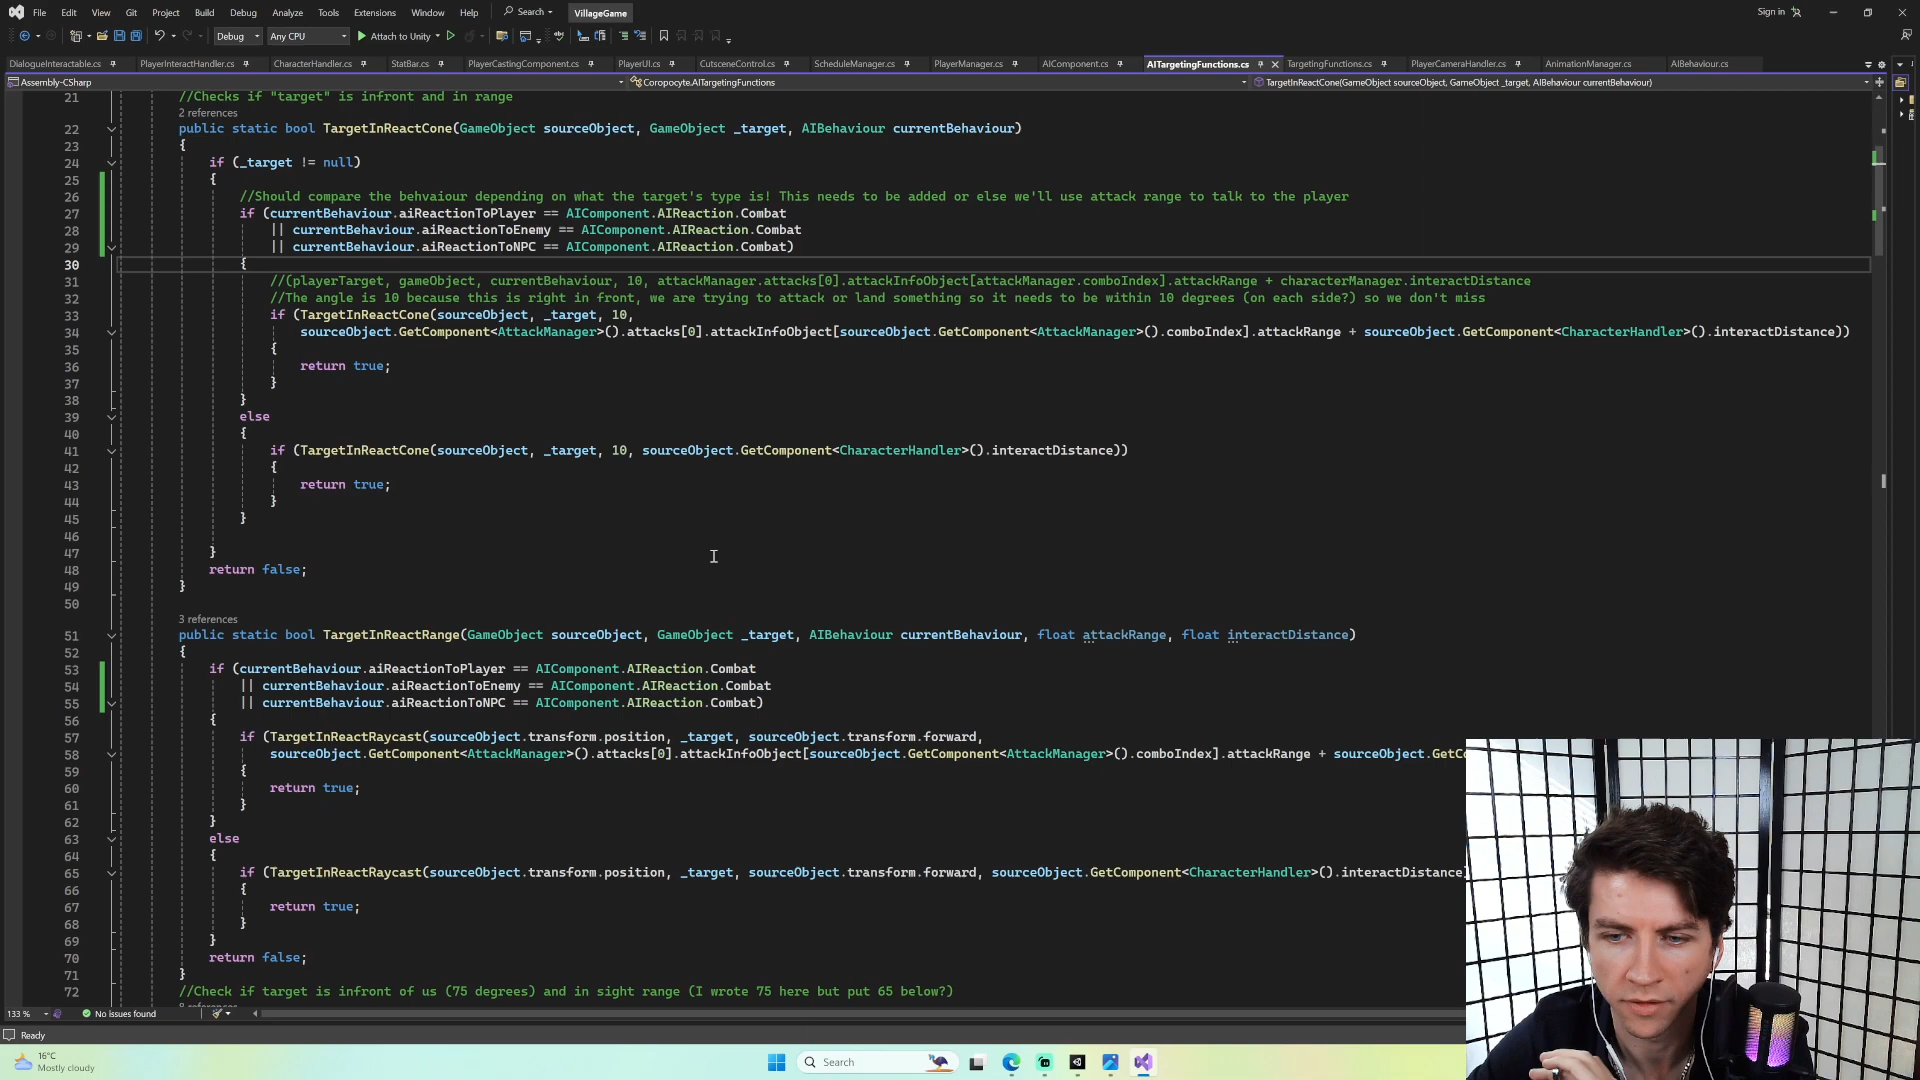 File Edit View Git Project Build Debug Analyze Tools Extensions Window Help Search VillageGame Sign in
Debug Any CPU Attach to Unity
DialogueInteractable.cs PlayerInteractHandler.cs CharacterHandler.cs StatBar.cs PlayerCastingComponent.cs PlayerUI.cs CutsceneControl.cs ScheduleManager.cs PlayerManager.cs AIComponent.cs AITargetingFunctions.cs TargetingFunctions.cs PlayerCameraHandler.cs AnimationManager.cs AIBehaviour.cs
Assembly-CSharp Coropocyte.AITargetingFunctions TargetInReactCone(GameObject sourceObject, GameObject _target, AIBehaviour currentBehaviour)
21 //Checks if "target" is infront and in range
2 references
22 public static bool TargetInReactCone(GameObject sourceObject, GameObject _target, AIBehaviour currentBehaviour)
23 {
24 if (_target != null)
25 {
26 //Should compare the behvaiour depending on what the target's type is! This needs to be added or else we'll use attack range to talk to the player
27 if (currentBehaviour.aiReactionToPlayer == AIComponent.AIReaction.Combat
28 || currentBehaviour.aiReactionToEnemy == AIComponent.AIReaction.Combat
29 || currentBehaviour.aiReactionToNPC == AIComponent.AIReaction.Combat)
30 {
31 //(playerTarget, gameObject, currentBehaviour, 10, attackManager.attacks[0].attackInfoObject[attackManager.comboIndex].attackRange + characterManager.interactDistance
32 //The angle is 10 because this is right in front, we are trying to attack or land something so it needs to be within 10 degrees (on each side?) so we don't miss
33 if (TargetInReactCone(sourceObject, _target, 10,
34 sourceObject.GetComponent<AttackManager>().attacks[0].attackInfoObject[sourceObject.GetComponent<AttackManager>().comboIndex].attackRange + sourceObject.GetComponent<CharacterHandler>().interactDistance))
35 {
36 return true;
37 }
38 }
39 else
40 {
41 if (TargetInReactCone(sourceObject, _target, 10, sourceObject.GetComponent<CharacterHandler>().interactDistance))
42 {
43 return true;
44 }
45 }
46
47 }
48 return false;
49 }
50
3 references
51 public static bool TargetInReactRange(GameObject sourceObject, GameObject _target, AIBehaviour currentBehaviour, float attackRange, float interactDistance)
52 {
53 if (currentBehaviour.aiReactionToPlayer == AIComponent.AIReaction.Combat
54 || currentBehaviour.aiReactionToEnemy == AIComponent.AIReaction.Combat
55 || currentBehaviour.aiReactionToNPC == AIComponent.AIReaction.Combat)
56 {
57 if (TargetInReactRaycast(sourceObject.transform.position, _target, sourceObject.transform.forward,
58 sourceObject.GetComponent<AttackManager>().attacks[0].attackInfoObject[sourceObject.GetComponent<AttackManager>().comboIndex].attackRange + sourceObject.GetCo
59 {
60 return true;
61 }
62 }
63 else
64 {
65 if (TargetInReactRaycast(sourceObject.transform.position, _target, sourceObject.transform.forward, sourceObject.GetComponent<CharacterHandler>().interactDistance)
66 {
67 return true;
68 }
69 }
70 return false;
71 }
72 //Check if target is infront of us (75 degrees) and in sight range (I wrote 75 here but put 65 below?)
133 % No issues found
Ready
16°C
Mostly cloudy
Search